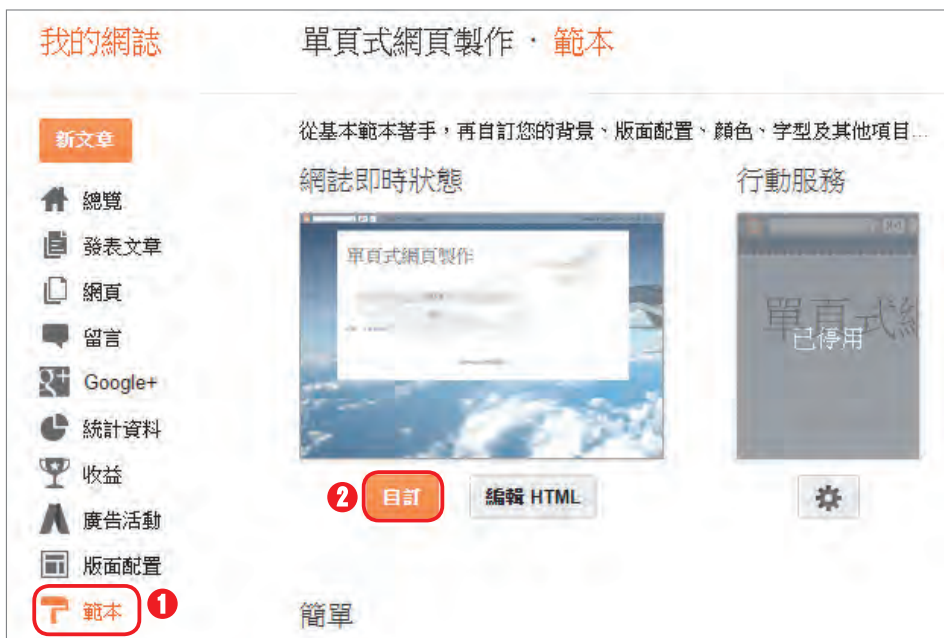 我的網誌
單頁式網頁製作 · 範本
新文章
從基本範本著手，再自訂您的背景、版面配置、顏色、字型及其他項目...
網誌即時狀態
行動服務
總覽
發表文章
網頁
留言
Google+
統計資料
收益
廣告活動
版面配置
❶ 範本
單頁式網頁製作
單頁式網
已停用
❷ 自訂
編輯 HTML
簡單